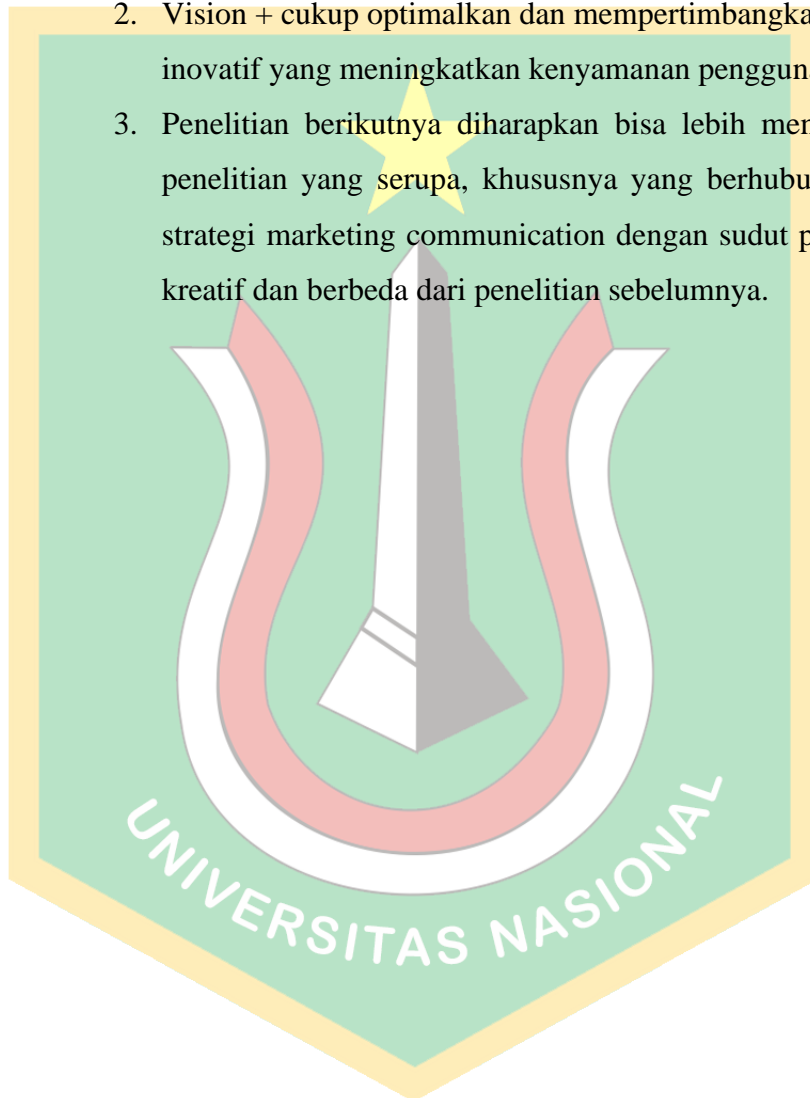 2. Vision + cukup optimalkan dan mempertimbangka
inovatif yang meningkatkan kenyamanan pengguna
3. Penelitian berikutnya diharapkan bisa lebih men
penelitian yang serupa, khususnya yang berhubu
strategi marketing communication dengan sudut p
kreatif dan berbeda dari penelitian sebelumnya.
UNIVERSITAS NASIONAL